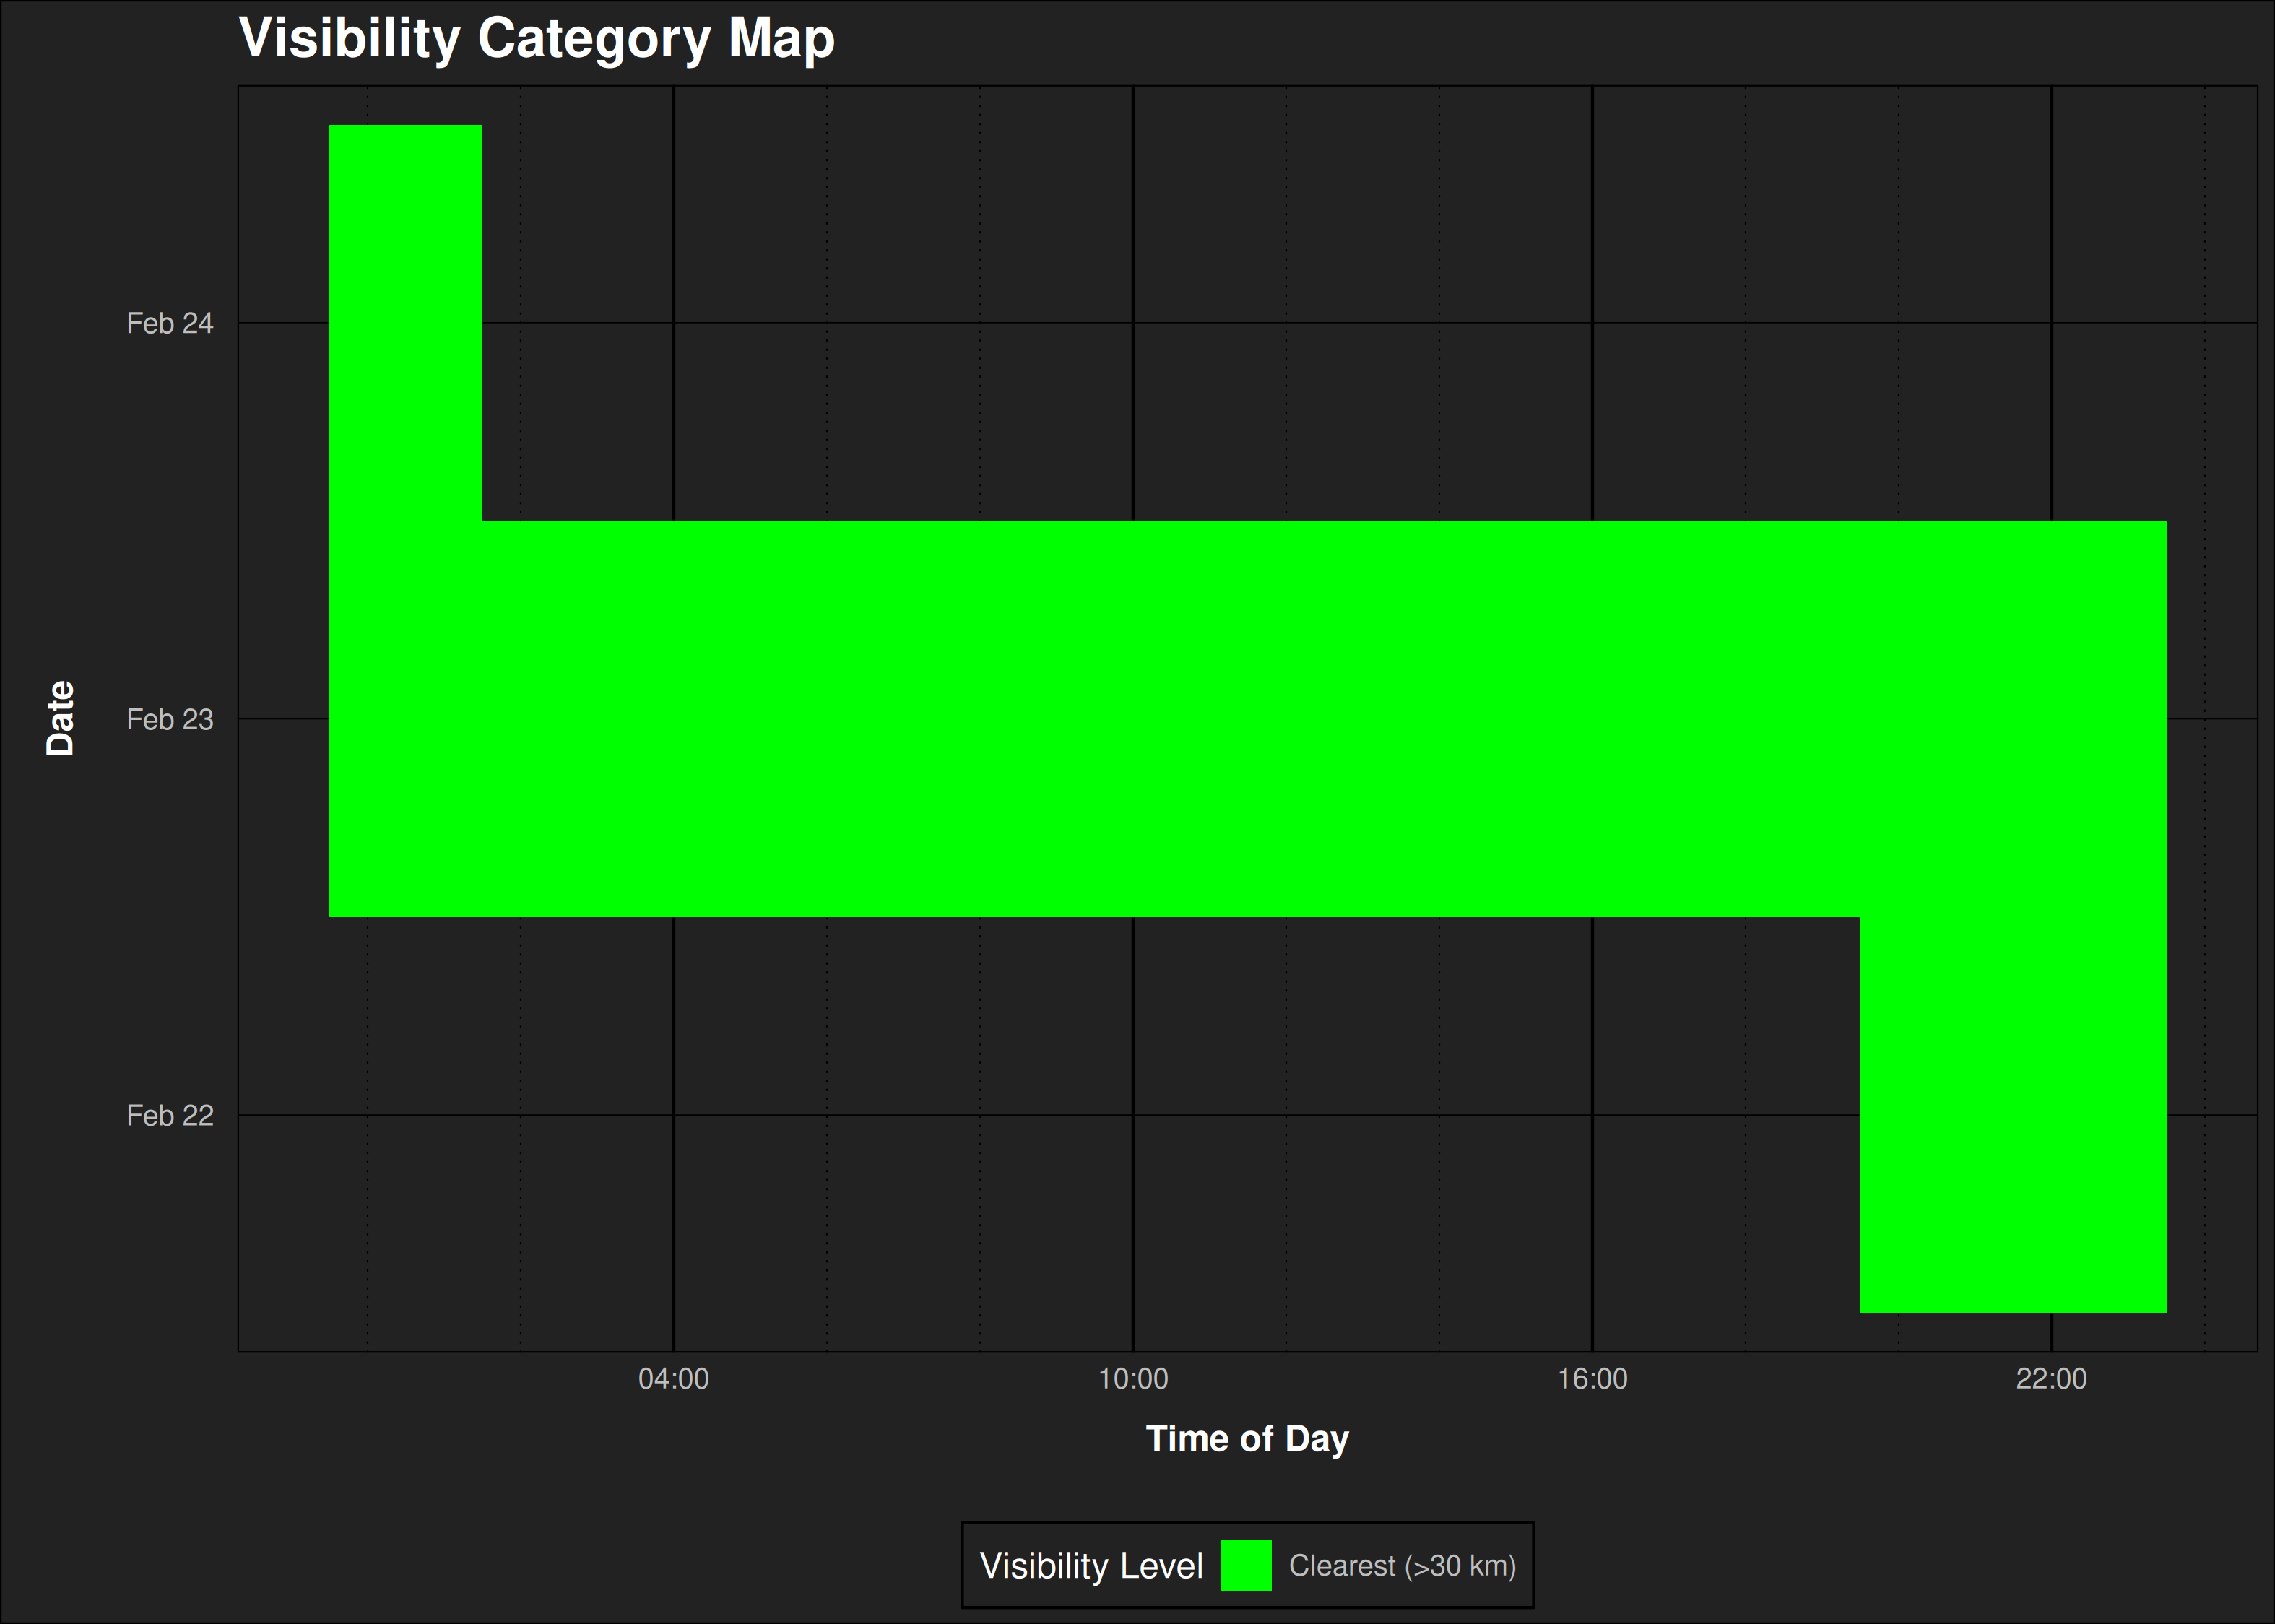 Visibility Category Map
Date
Feb 24
Feb 23
Feb 22
04:00 10:00 16:00 22:00
Time of Day
Visibility Level Clearest (>30 km)